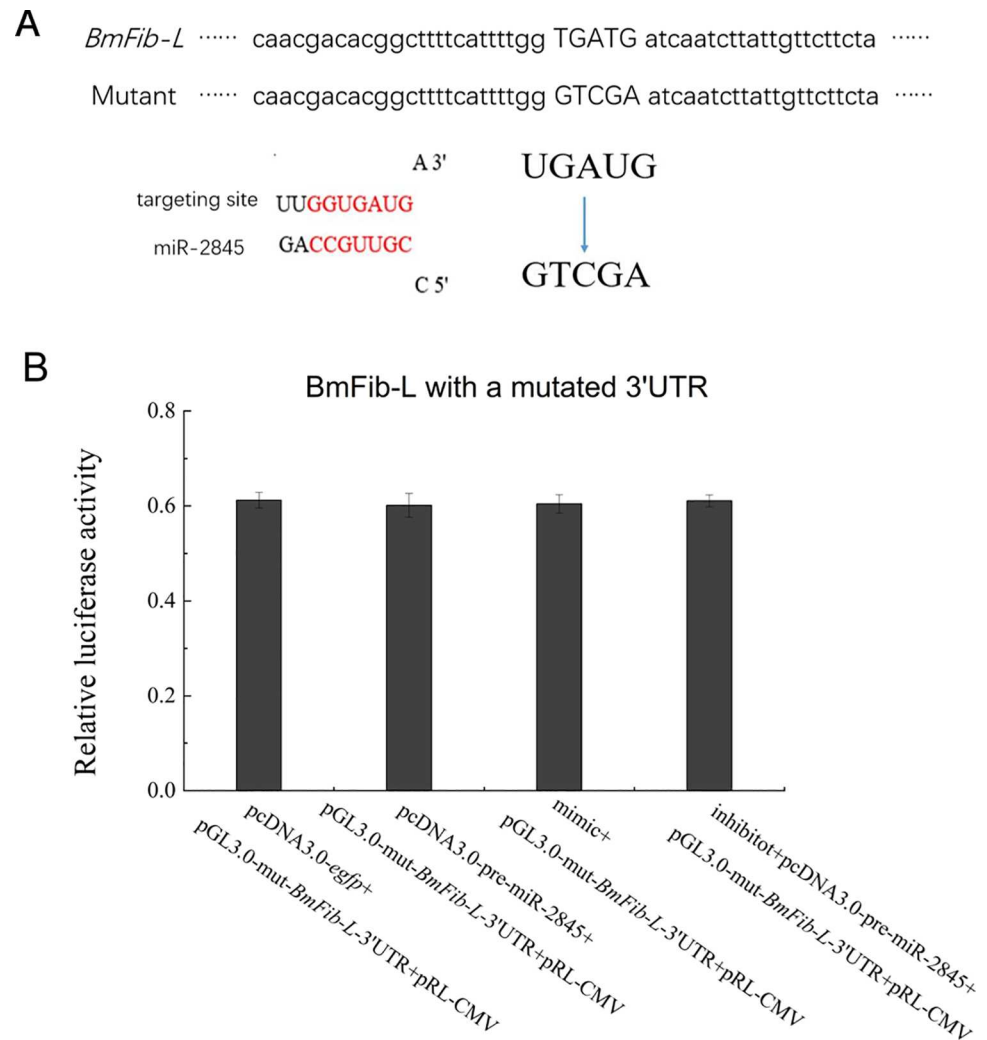 A
BmFib-L ······ caacgacacggcttttcattttgg TGATG atcaatcttattgttcttcta ······
Mutant ······ caacgacacggcttttcattttgg GTCGA atcaatcttattgttcttcta ······
A 3'
targeting site UUGGUGAUG
miR-2845 GACCGUUGC
C 5'
UGAUG
GTCGA
B
BmFib-L with a mutated 3'UTR
Relative luciferase activity
0.8
0.6
0.4
0.2
0.0
pcDNA3.0-egfp+
pGL3.0-mut-BmFib-L-3'UTR+pRL-CMV
pcDNA3.0-pre-miR-2845+
pGL3.0-mut-BmFib-L-3'UTR+pRL-CMV
mimic+
pGL3.0-mut-BmFib-L-3'UTR+pRL-CMV
inhibitot+pcDNA3.0-pre-miR-2845+
pGL3.0-mut-BmFib-L-3'UTR+pRL-CMV